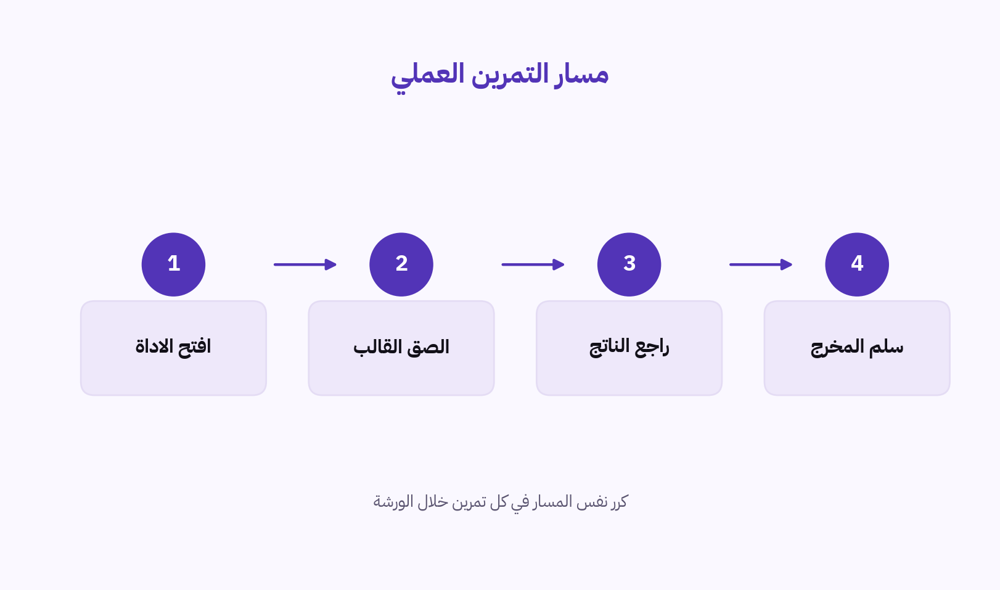 مسار التمرين العملي
1
2
3
4
افتح الاداة
الصق القالب
راجع الناتج
سلم المخرج
كرر نفس المسار في كل تمرين خلال الورشة